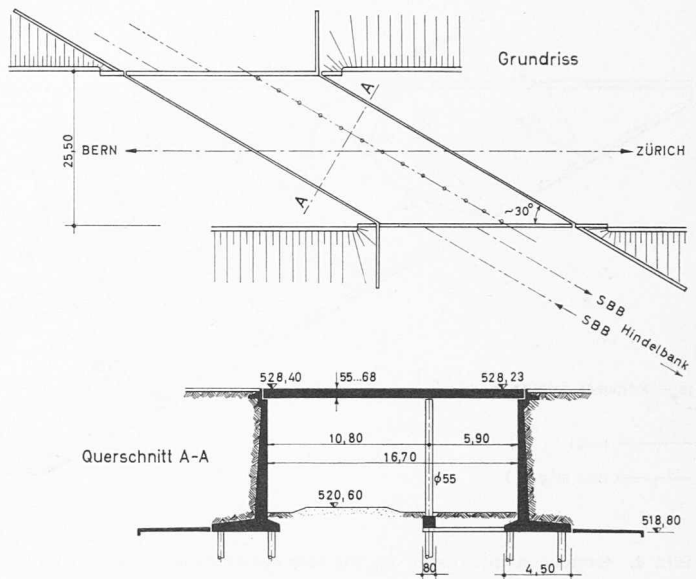 Grundriss
A
25,50
BERN
ZÜRICH
A
~30°
SBB
SBB Hindelbank
528,40
55...68
528,23
10,80
5,90
Querschnitt A-A
16,70
ϕ55
520,60
518,80
80
4,50